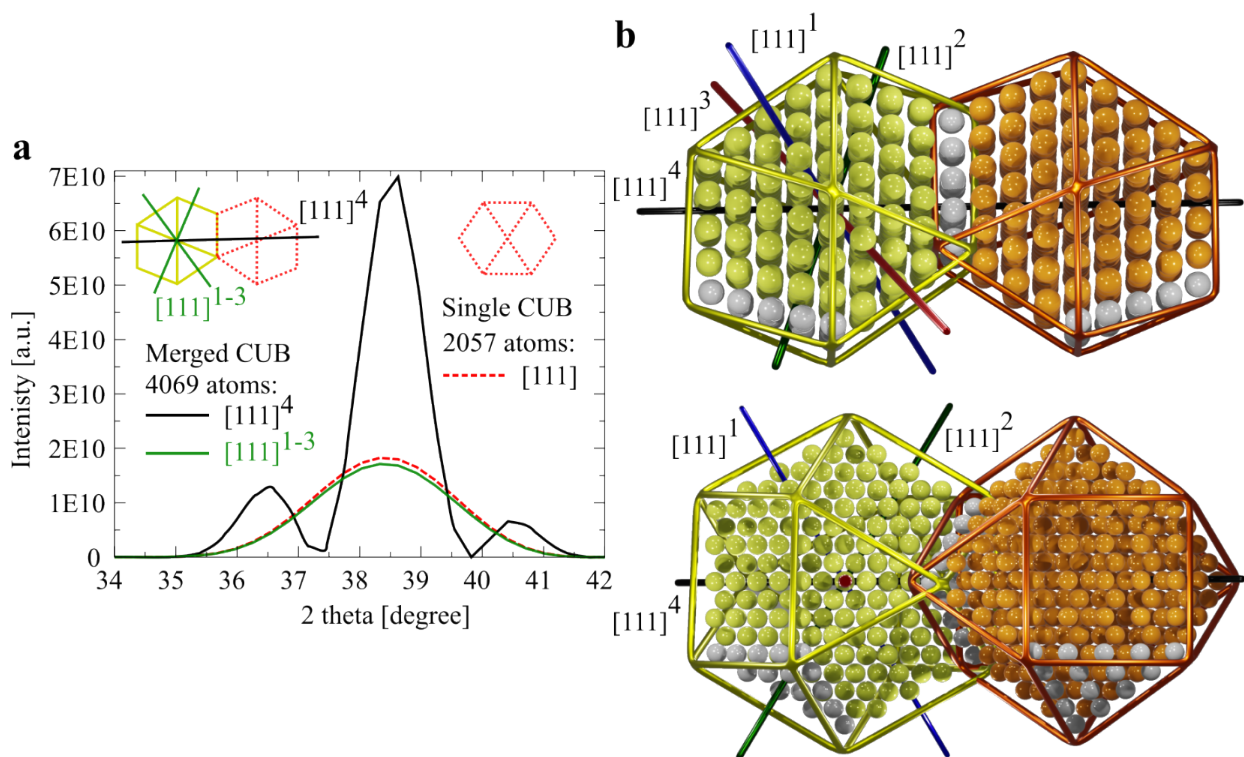 a
7E10
6E10
5E10
4E10
3E10
2E10
1E10
0
Intenisty [a.u.]
34 35 36 37 38 39 40 41 42
2 theta [degree]
[111]4
[111]1-3
Merged CUB
4069 atoms:
[111]4
[111]1-3
Single CUB
2057 atoms:
[111]
b
[111]1
[111]2
[111]3
[111]4
[111]1
[111]2
[111]4